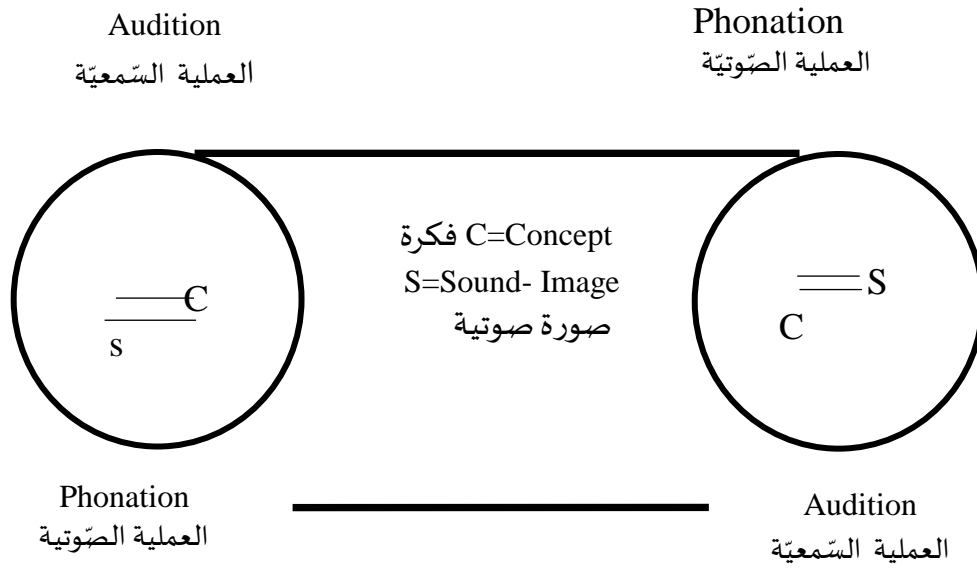 Audition
العملية السّمعيّة
Phonation
العملية الصّوتيّة
C=Concept فكرة
S=Sound- Image
صورة صوتية
C
s
S
C
Phonation
العملية الصّوتية
Audition
العملية السّمعيّة